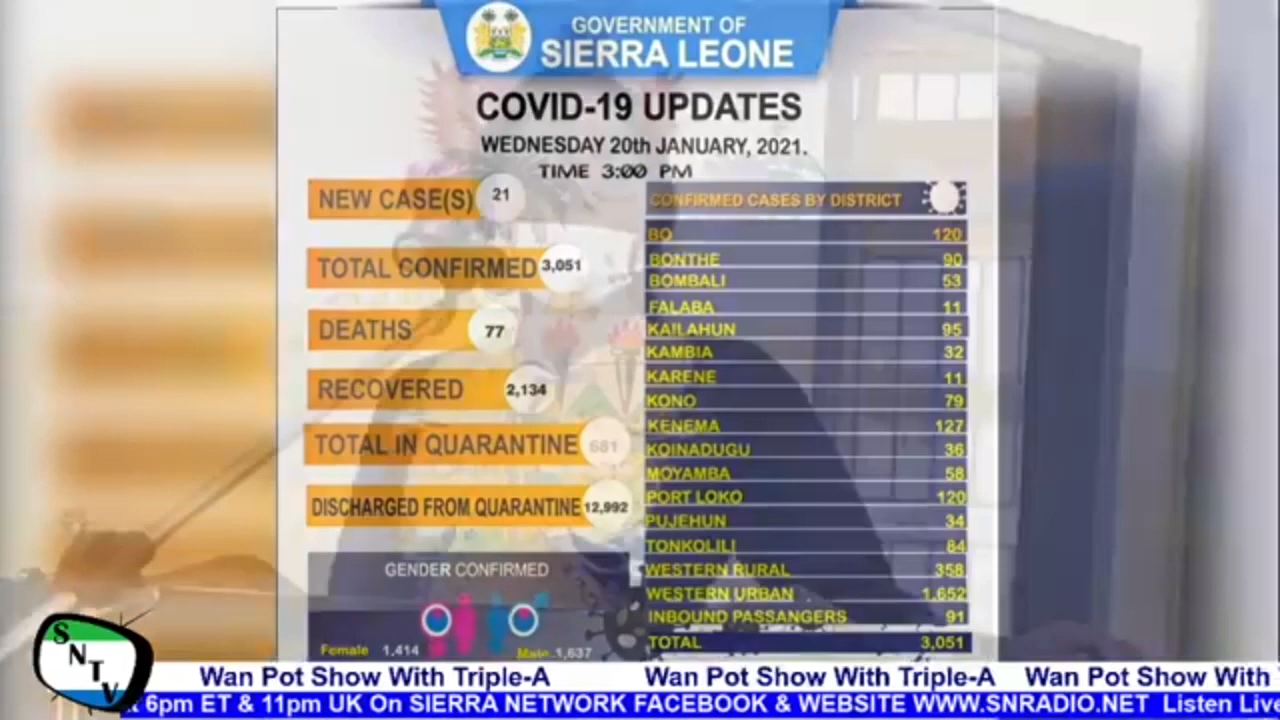 GOVERNMENT OF
SIERRA LEONE
COVID-19 UPDATES
WEDNESDAY 20th JANUARY, 2021.
TIME 3:00 PM
NEW CASE(S) 21
TOTAL CONFIRMED 3,051
DEATHS 77
RECOVERED 2,134
TOTAL IN QUARANTINE 681
DISCHARGED FROM QUARANTINE 12,992
GENDER CONFIRMED
Female 1,414 Male 1,637
CONFIRMED CASES BY DISTRICT
BO 120
BONTHE 90
BOMBALI 53
FALABA 11
KAILAHUN 95
KAMBIA 32
KARENE 11
KONO 79
KENEMA 127
KOINADUGU 36
MOYAMBA 58
PORT LOKO 120
PUJEHUN 34
TONKOLILI 84
WESTERN RURAL 358
WESTERN URBAN 1,652
INBOUND PASSANGERS 91
TOTAL 3,051
SNTV
Wan Pot Show With Triple-A Wan Pot Show With Triple-A Wan Pot Show With
6pm ET & 11pm UK On SIERRA NETWORK FACEBOOK & WEBSITE WWW.SNRADIO.NET Listen Live